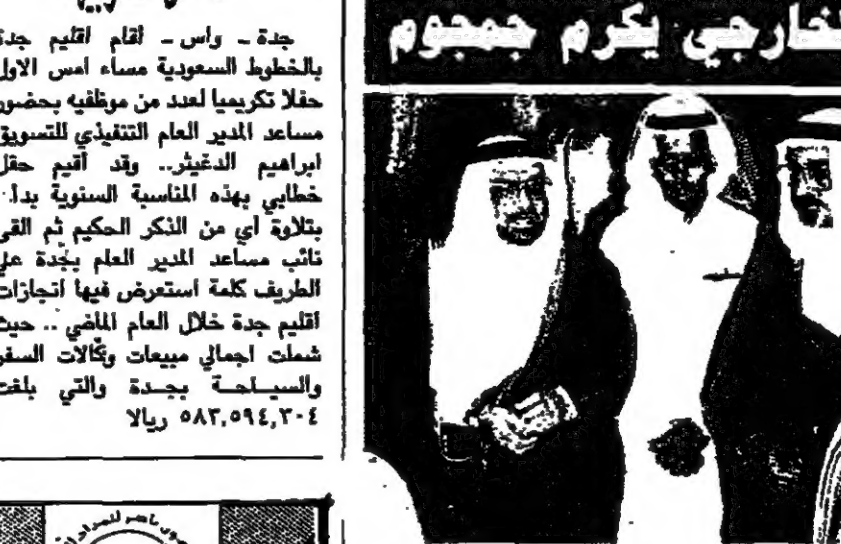 لخارجي يكرم جمجوم
جدة ـ واس ـ أقام اقليم جدة
بالخطوط السعودية مساء امس الاول
حفلا تكريميا لعدد من موظفيه بحضور
مساعد المدير العام التنفيذي للتسويق
ابراهيم الدغيثر.. وقد أقيم حفل
خطابي بهذه المناسبة السنوية بدأ
بتلاوة آي من الذكر الحكيم ثم القى
نائب مساعد المدير العام بجدة علي
الطريف كلمة استعرض فيها انجازات
أقليم جدة خلال العام الماضي .. حيث
شملت اجمالي مبيعات وكالات السفر
والسياحة بجدة والتي بلغت
٥٨٣,٥٩٤,٣٠٤ ريالا